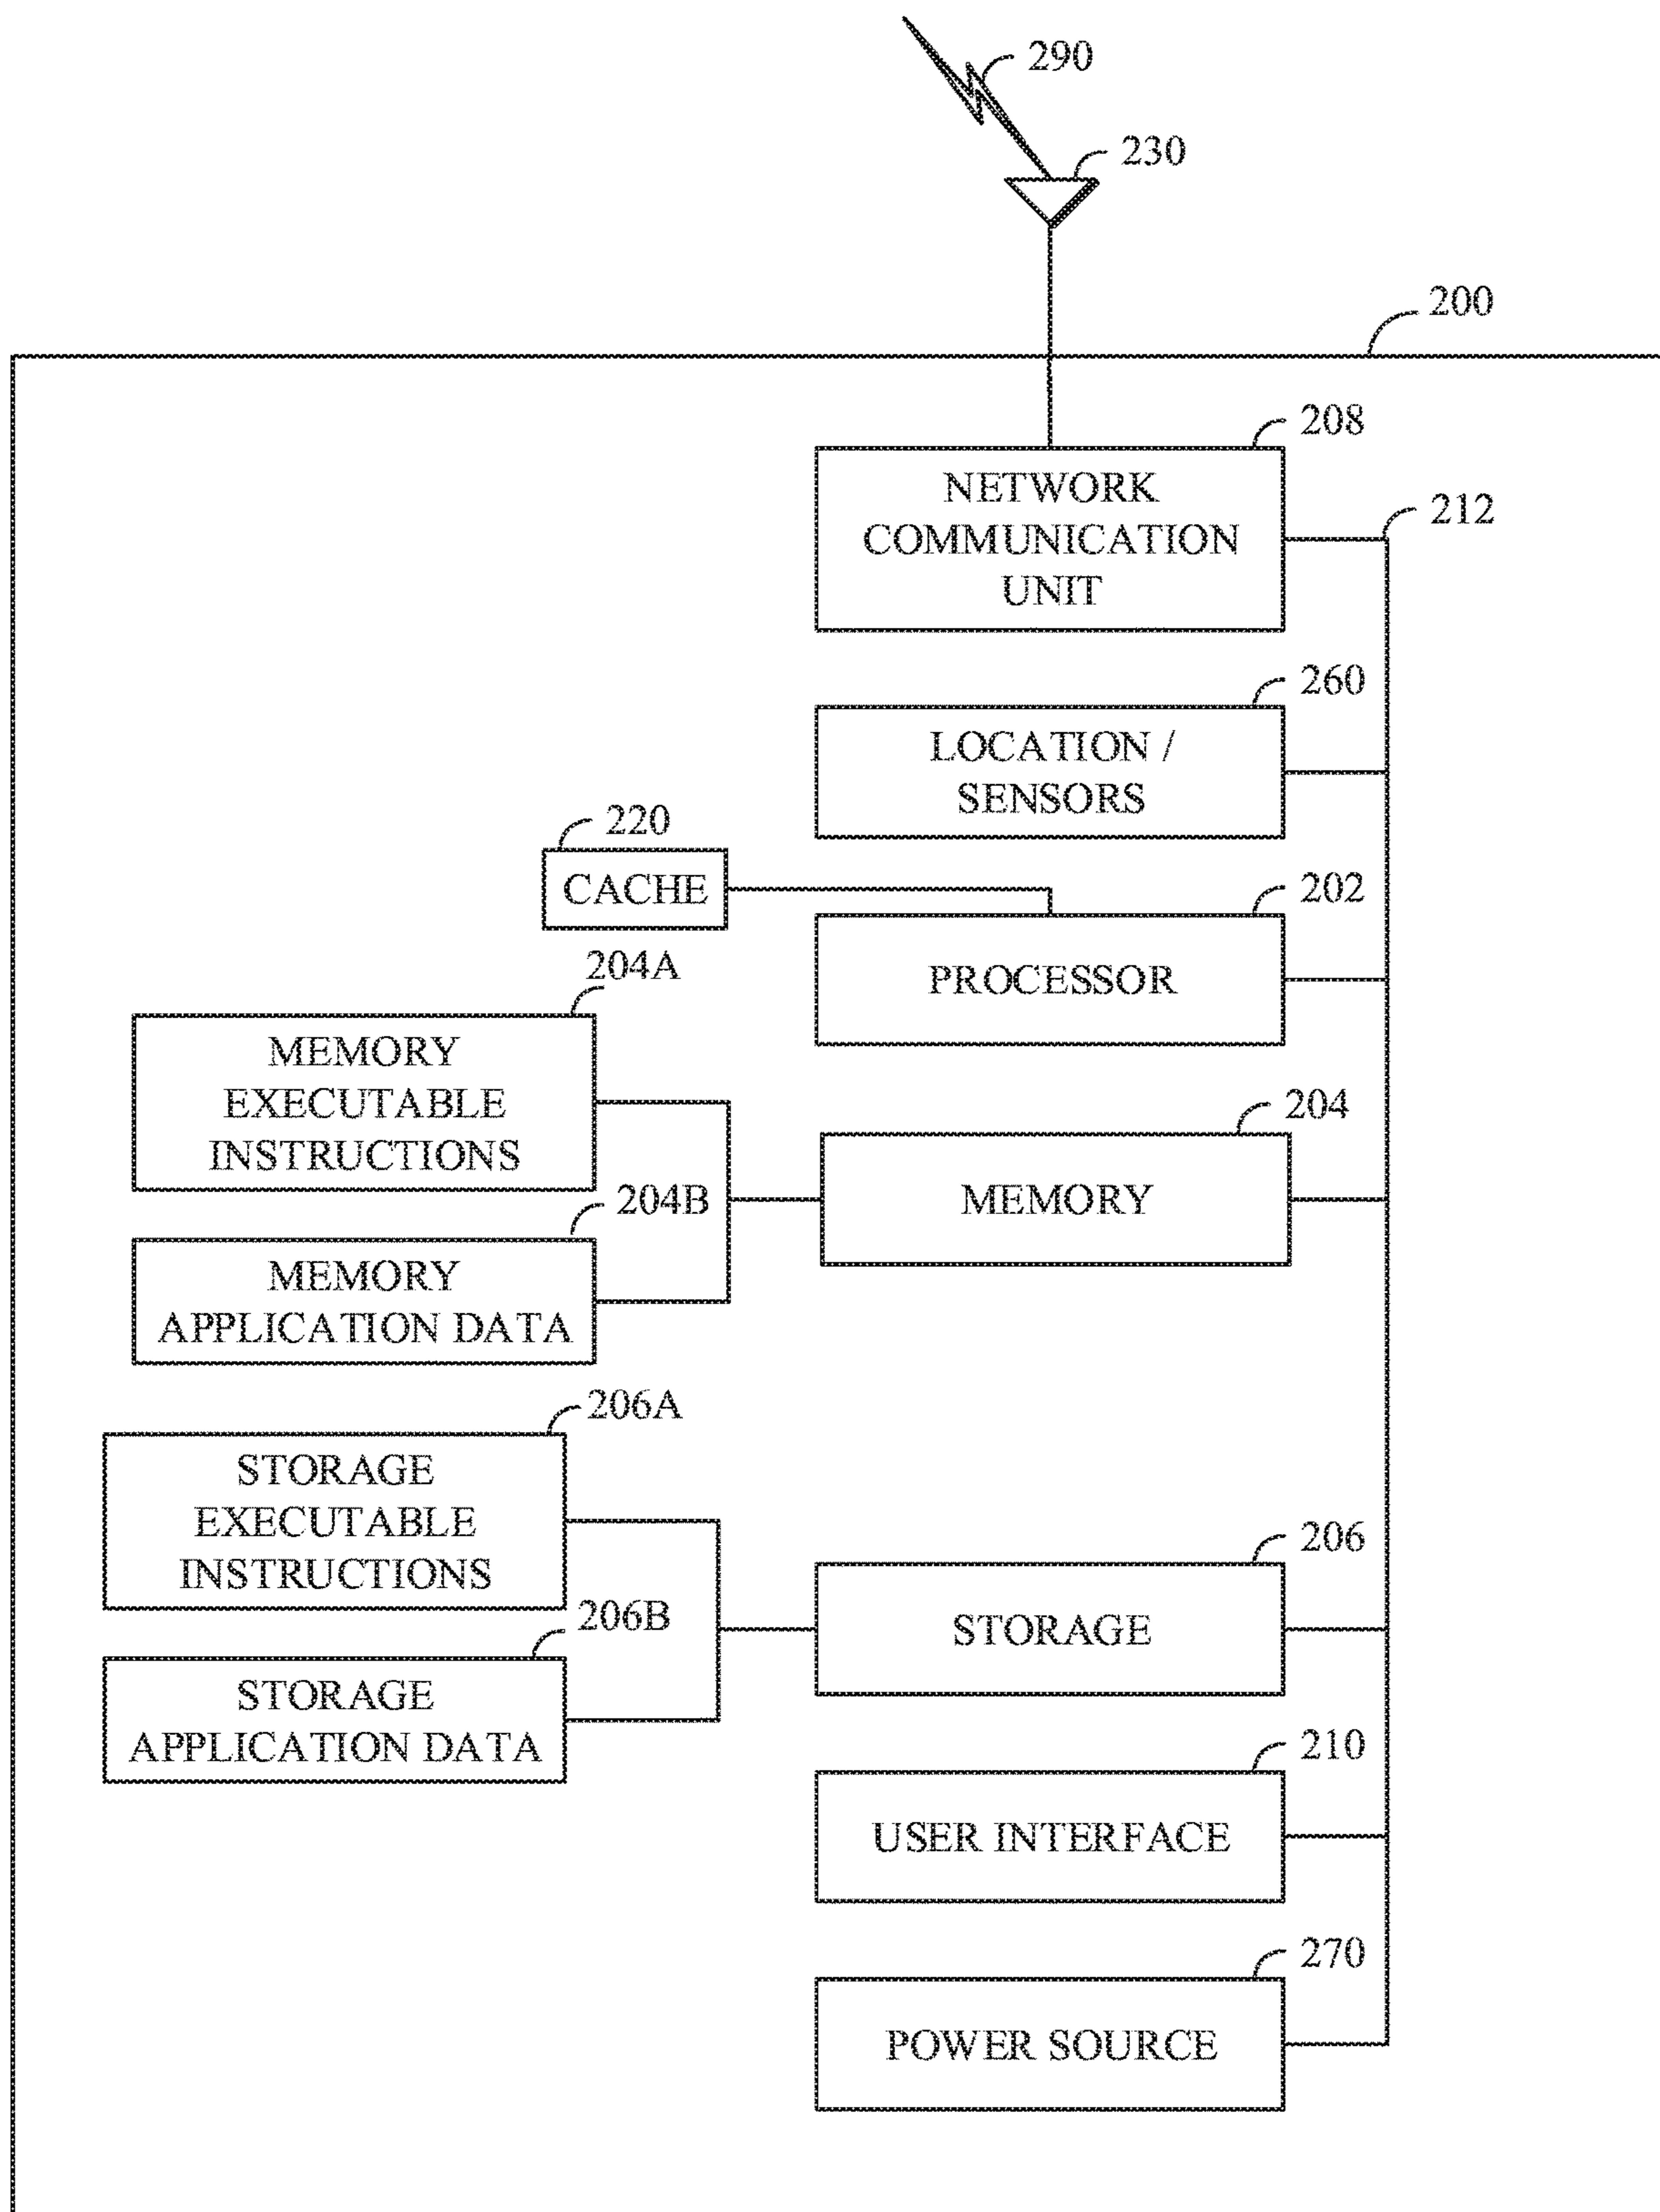 290
230
200
208
NETWORK
COMMUNICATION
UNIT
212
260
LOCATION /
SENSORS
220
CACHE
202
PROCESSOR
204A
MEMORY
EXECUTABLE
INSTRUCTIONS
204
MEMORY
204B
MEMORY
APPLICATION DATA
206A
STORAGE
EXECUTABLE
INSTRUCTIONS
206
STORAGE
206B
STORAGE
APPLICATION DATA
210
USER INTERFACE
270
POWER SOURCE